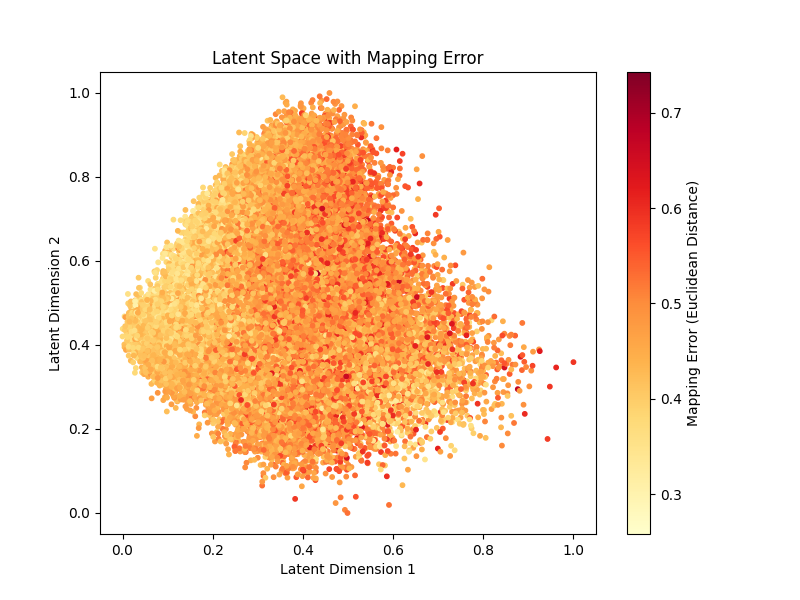 Latent Space with Mapping Error
1.0
0.8
0.6
0.4
0.2
0.0
Latent Dimension 2
0.0 0.2 0.4 0.6 0.8 1.0
Latent Dimension 1
0.7
0.6
0.5
0.4
0.3
Mapping Error (Euclidean Distance)